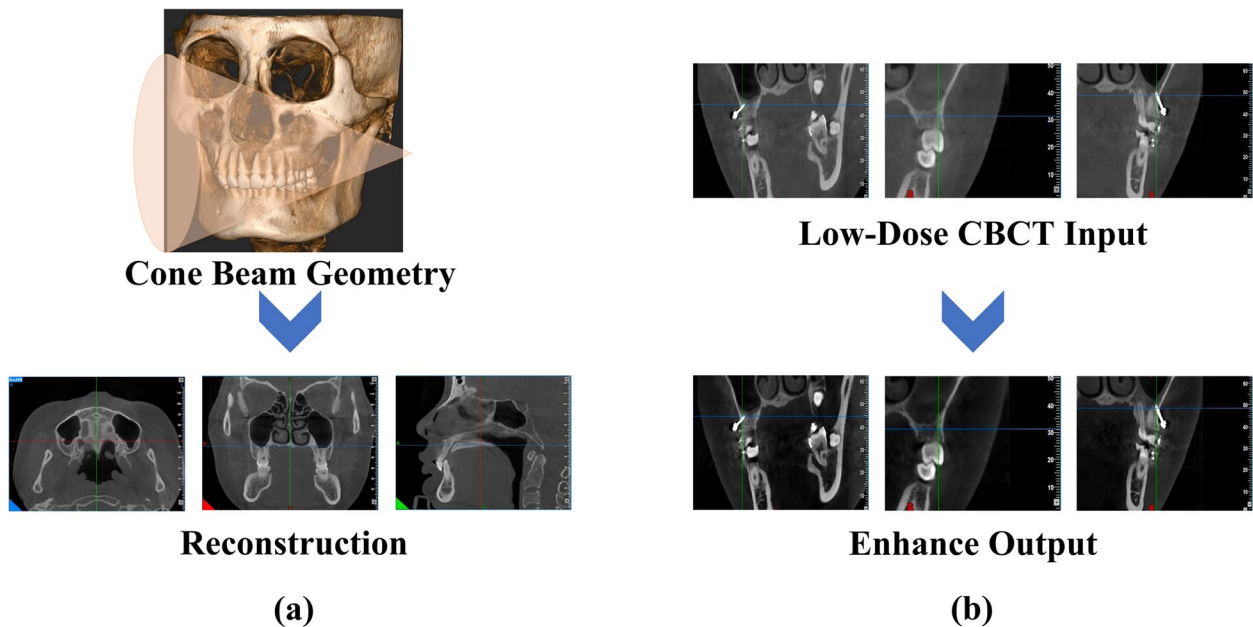 Cone Beam Geometry
Reconstruction
(a)
Low-Dose CBCT Input
Enhance Output
(b)